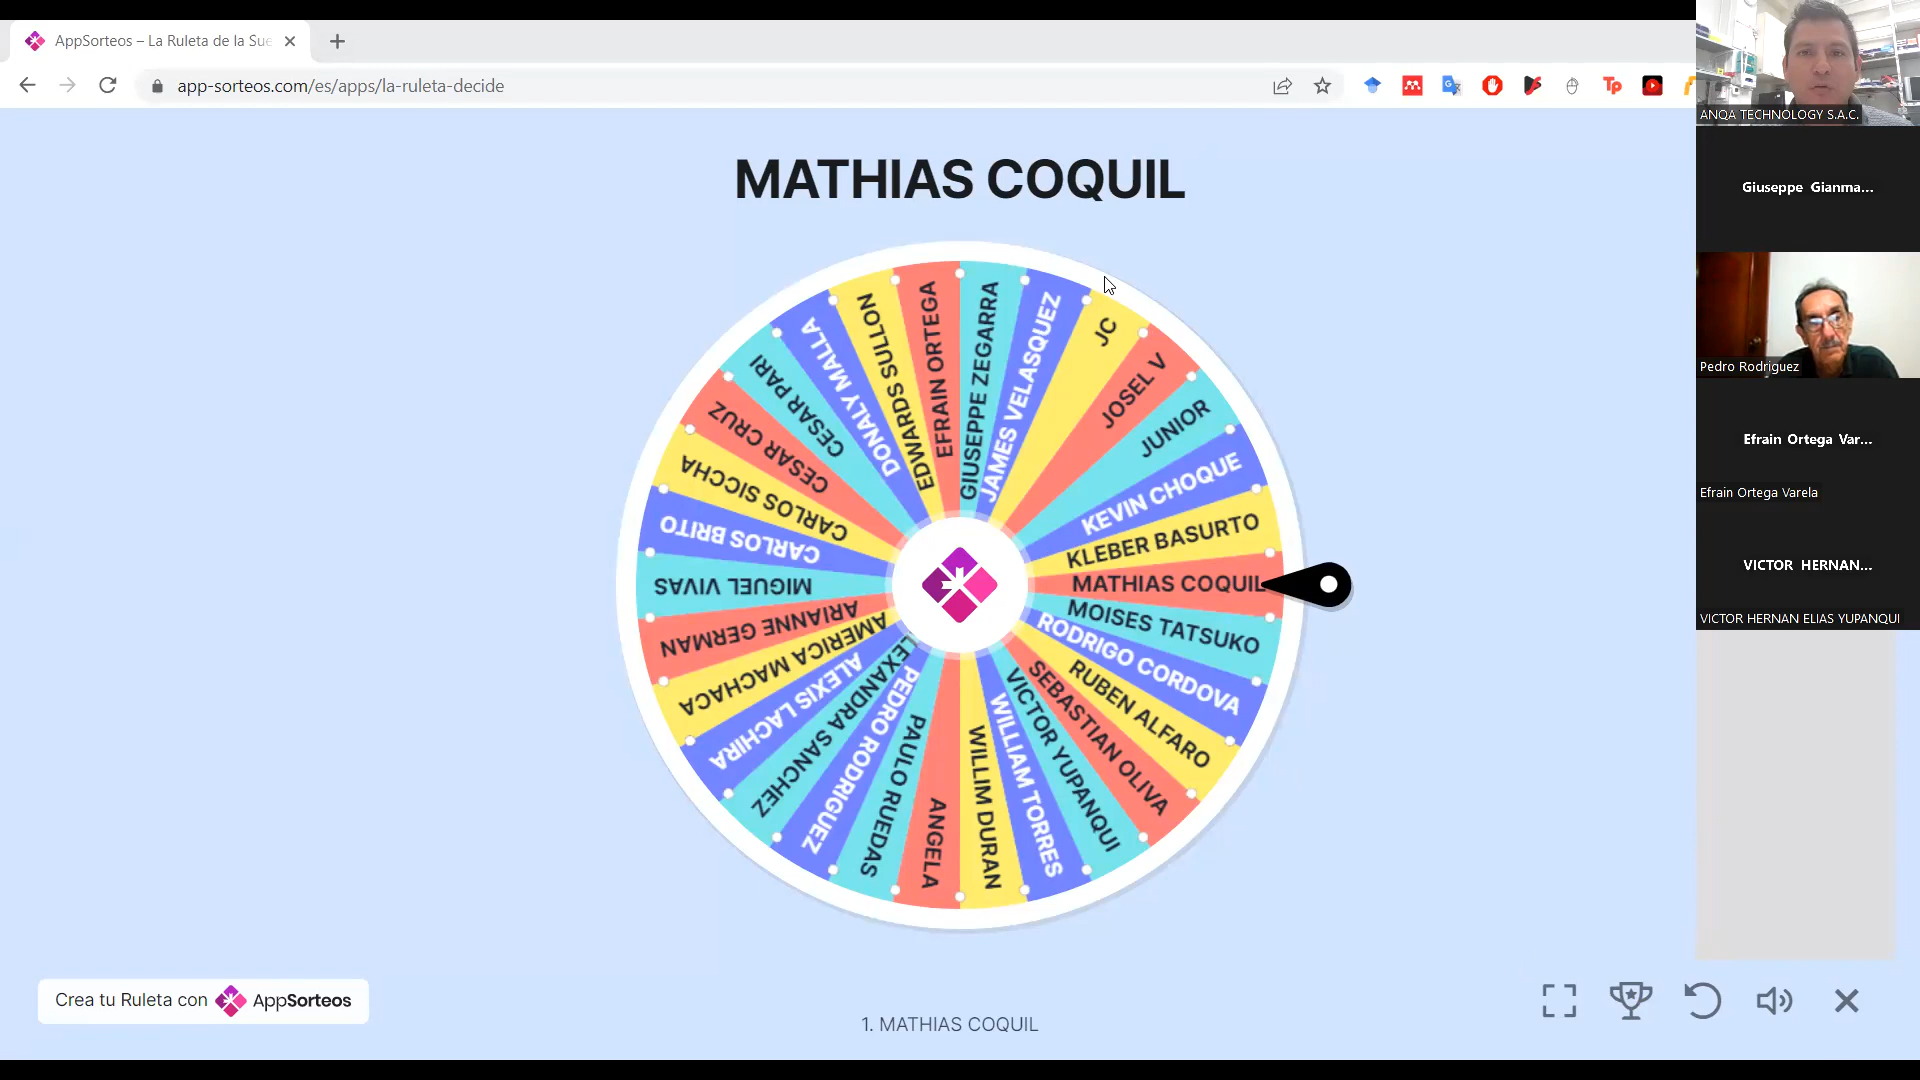 AppSorteos – La Ruleta de la Sue
app-sorteos.com/es/apps/la-ruleta-decide
MATHIAS COQUIL
GIUSEPPE ZEGARRA
JAMES VELASQUEZ
JC
JOSEL V
JUNIOR
KEVIN CHOQUE
KLEBER BASURTO
MATHIAS COQUIL
MOISES TATSUKO
RODRIGO CORDOVA
RUBEN ALFARO
SEBASTIAN OLIVA
VICTOR YUPANQUI
WILLIAM TORRES
WILLIM DURAN
ANGELA
PAULO RUEDAS
PEDRO RODRIGUEZ
LEXANDRA SANCHEZ
ALEXIS LACHIRA
AMERICA MACHACA
ARIANNE GERMAN
MIGUEL VIVAS
CARLOS BRITO
CARLOS SICCHA
CESAR CRUZ
CESAR PARI
DONALY MALLA
EDWARDS SULLON
EFRAIN ORTEGA
Crea tu Ruleta con AppSorteos
1. MATHIAS COQUIL
ANQA TECHNOLOGY S.A.C.
Giuseppe Gianma...
Pedro Rodriguez
Efrain Ortega Var...
Efrain Ortega Varela
VICTOR HERNAN...
VICTOR HERNAN ELIAS YUPANQUI
Tp